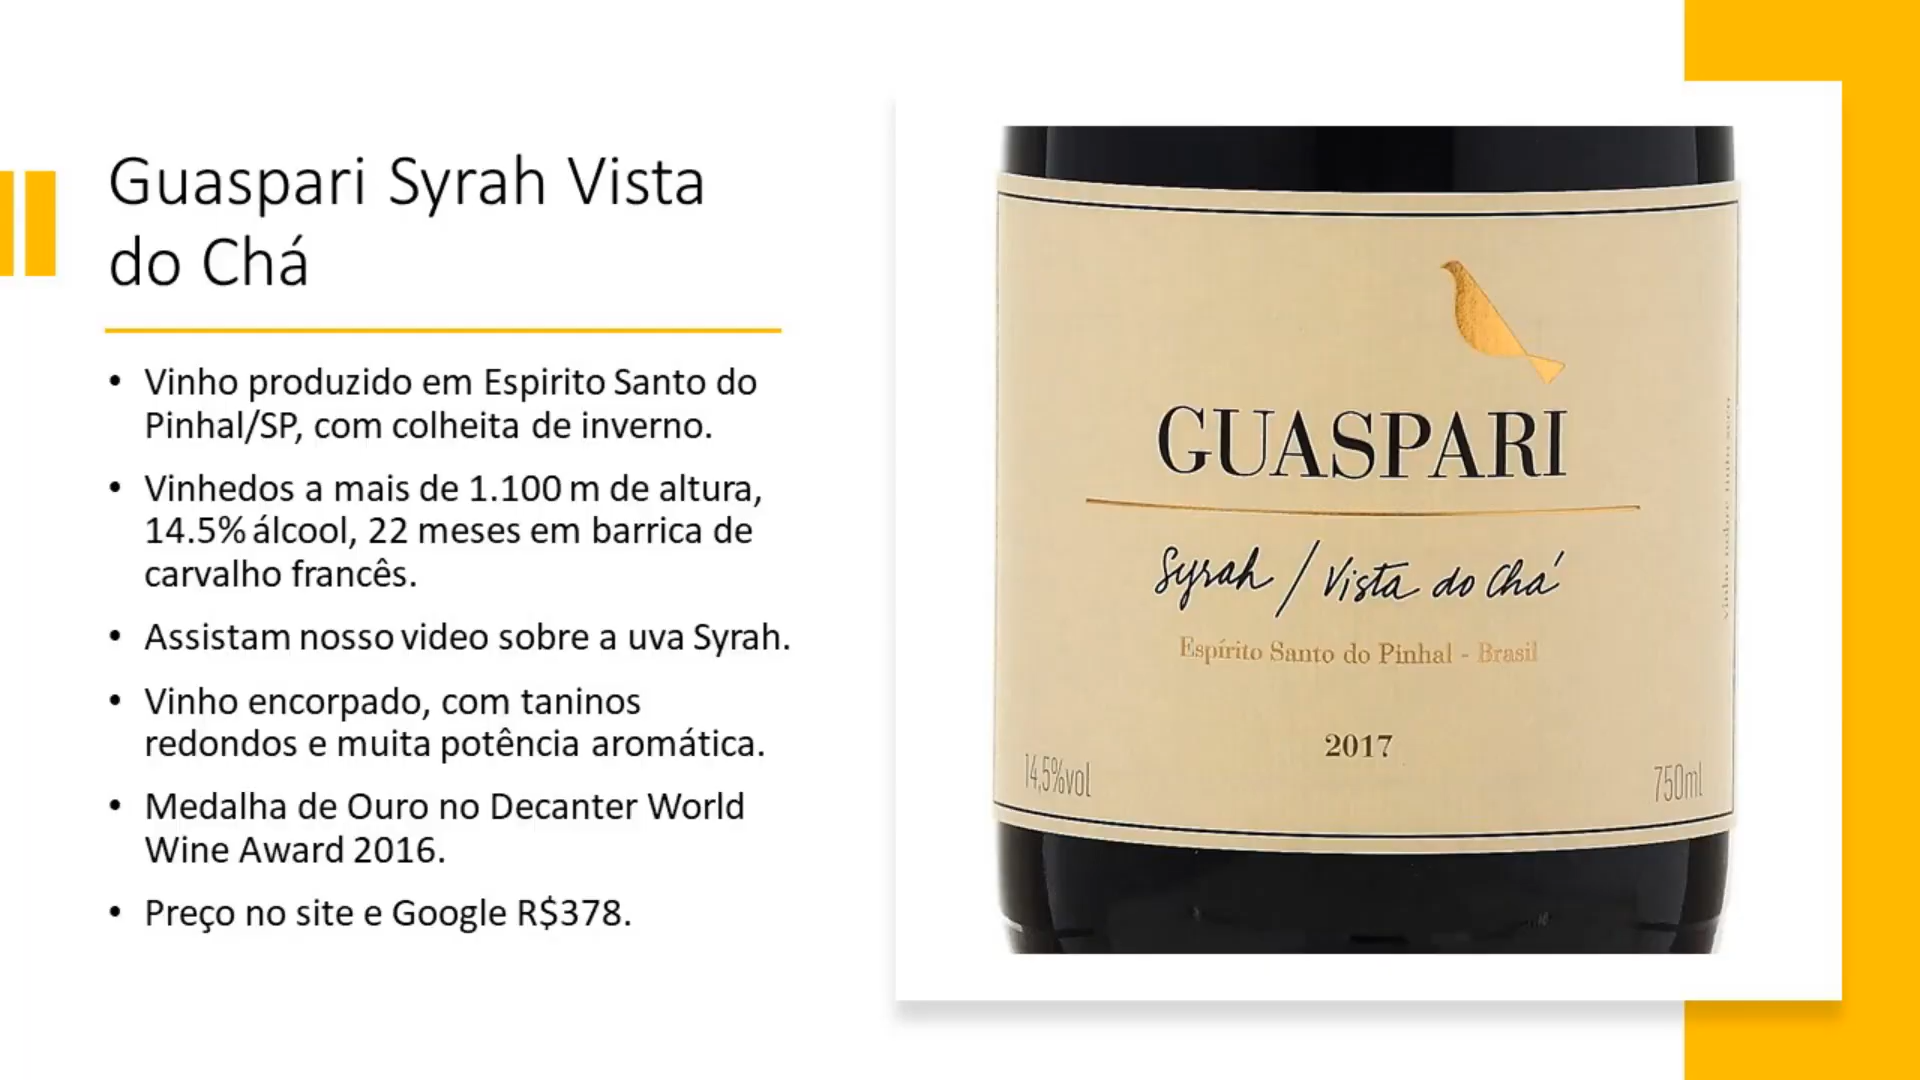 Guaspari Syrah Vista
do Chá
• Vinho produzido em Espirito Santo do
Pinhal/SP, com colheita de inverno.
• Vinhedos a mais de 1.100 m de altura,
14.5% álcool, 22 meses em barrica de
carvalho francês.
• Assistam nosso video sobre a uva Syrah.
• Vinho encorpado, com taninos
redondos e muita potência aromática.
• Medalha de Ouro no Decanter World
Wine Award 2016.
• Preço no site e Google R$378.
GUASPARI
Syrah / Vista do Chá
Espírito Santo do Pinhal - Brasil
2017
14,5%vol
750ml